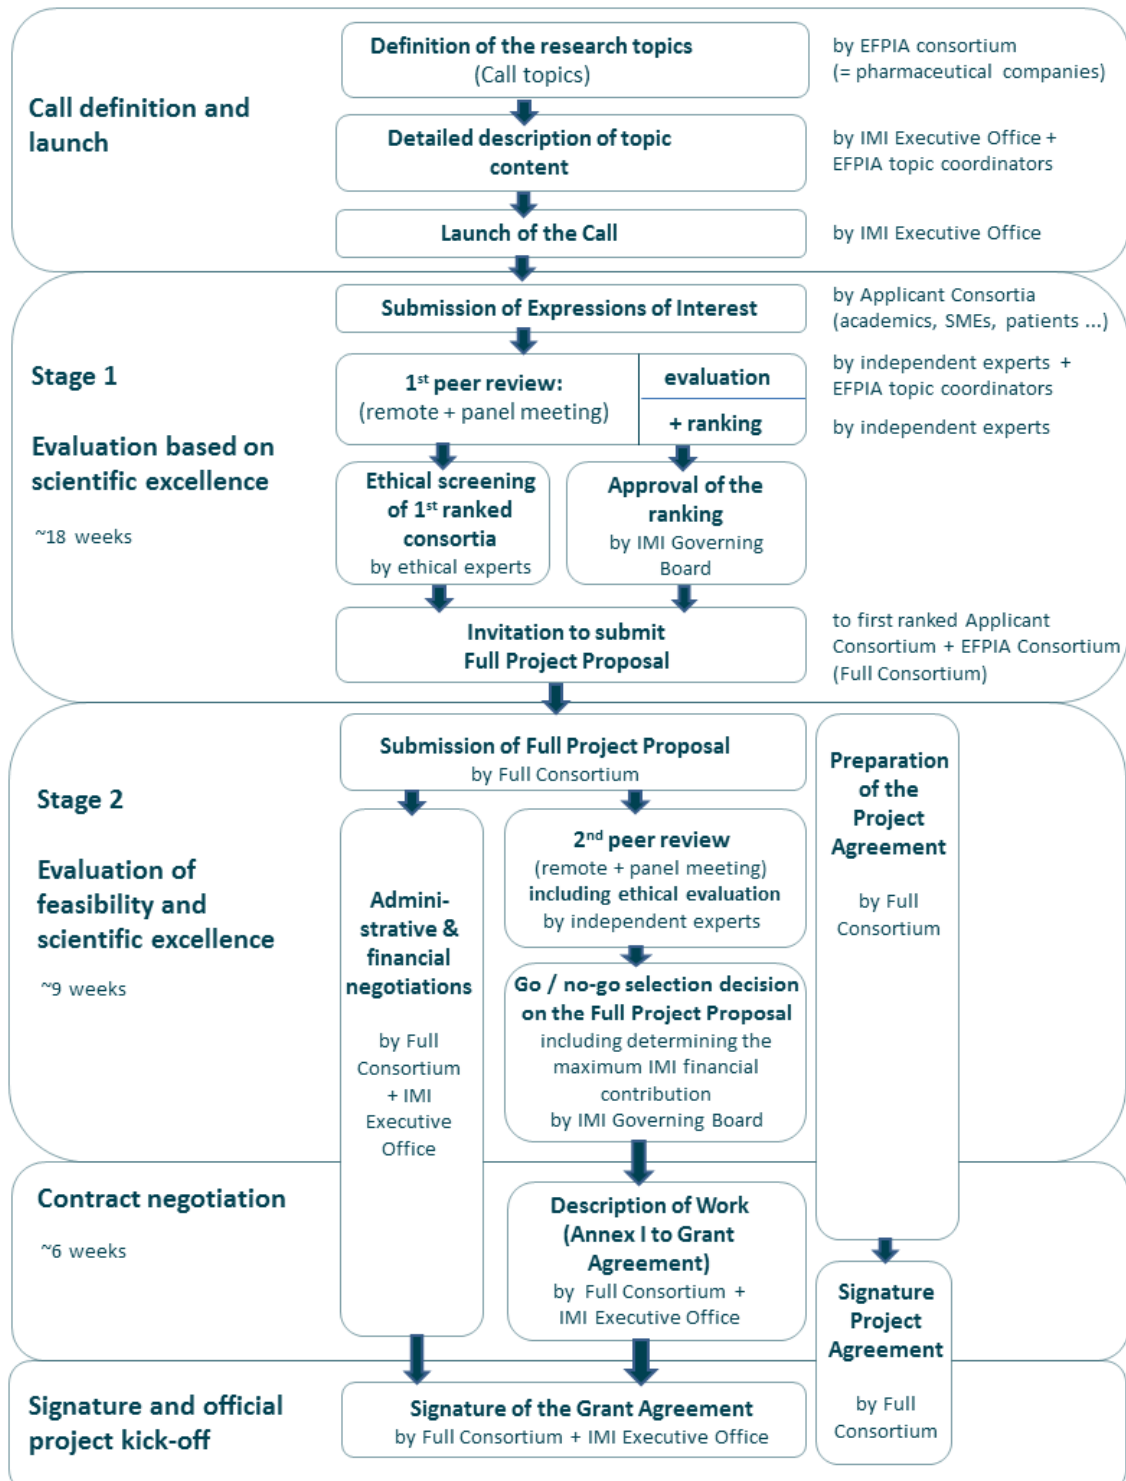 Call definition and
launch
Definition of the research topics
(Call topics)
by EFPIA consortium
(= pharmaceutical companies)
Detailed description of topic
content
by IMI Executive Office +
EFPIA topic coordinators
Launch of the Call
by IMI Executive Office
Stage 1
Evaluation based on
scientific excellence
~18 weeks
Submission of Expressions of Interest
by Applicant Consortia
(academics, SMEs, patients ...)
1st peer review:
(remote + panel meeting)
evaluation
+ ranking
by independent experts +
EFPIA topic coordinators
by independent experts
Ethical screening
of 1st ranked
consortia
by ethical experts
Approval of the
ranking
by IMI Governing
Board
Invitation to submit
Full Project Proposal
to first ranked Applicant
Consortium + EFPIA Consortium
(Full Consortium)
Stage 2
Evaluation of
feasibility and
scientific excellence
~9 weeks
Submission of Full Project Proposal
by Full Consortium
Admini-
strative &
financial
negotiations
by Full
Consortium
+ IMI
Executive
Office
2nd peer review
(remote + panel meeting)
including ethical evaluation
by independent experts
Go / no-go selection decision
on the Full Project Proposal
including determining the
maximum IMI financial
contribution
by IMI Governing Board
Preparation
of the
Project
Agreement
by Full
Consortium
Contract negotiation
~6 weeks
Description of Work
(Annex I to Grant
Agreement)
by Full Consortium +
IMI Executive Office
Signature
Project
Agreement
by Full
Consortium
Signature and official
project kick-off
Signature of the Grant Agreement
by Full Consortium + IMI Executive Office